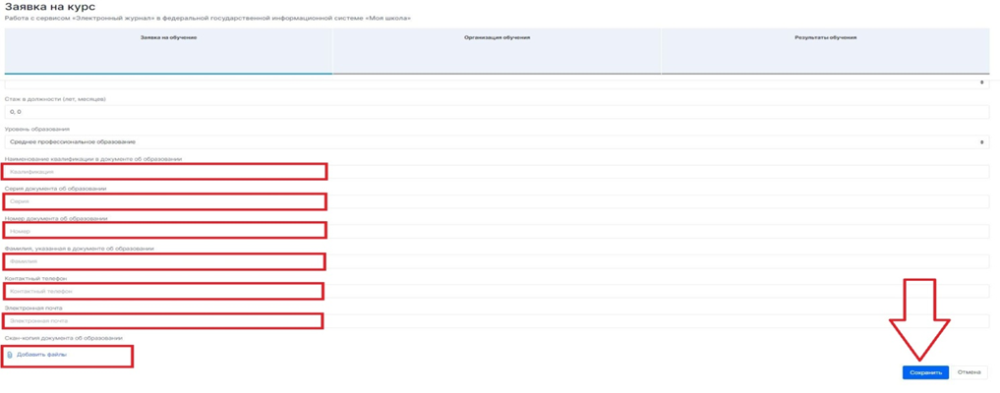 Заявка на курс
Работа с сервисом «Электронный журнал» в федеральной государственной информационной системе «Моя школа»
Заявка на обучение
Организация обучения
Результаты обучения
Стаж в должности (лет, месяцев)
0, 0
Уровень образования
Среднее профессиональное образование
Наименование квалификации в документе об образовании
Квалификация
Серия документа об образовании
Серия
Номер документа об образовании
Номер
Фамилия, указанная в документе об образовании
Фамилия
Контактный телефон
Контактный телефон
Электронная почта
Электронная почта
Скан-копия документа об образовании
Добавить файлы
Сохранить Отмена